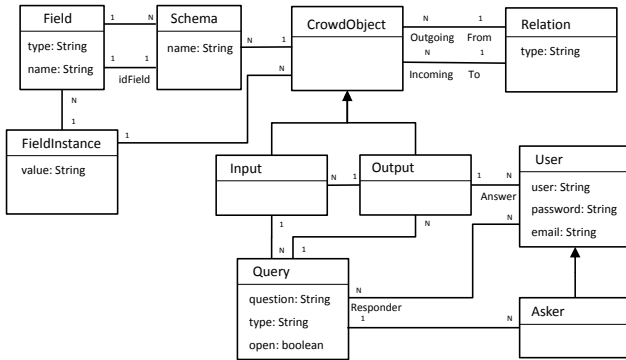 Field
type: String
name: String
1
N
1
1
idField
Schema
name: String
N
1
CrowdObject
N
N
1
Outgoing
From
N
1
Incoming
To
Relation
type: String
N
1
FieldInstance
value: String
1
Input
N
1
Output
1
N
Answer
User
user: String
password: String
email: String
N
1
N
N
1
Query
question: String
type: String
open: boolean
N
Responder
1
N
Asker